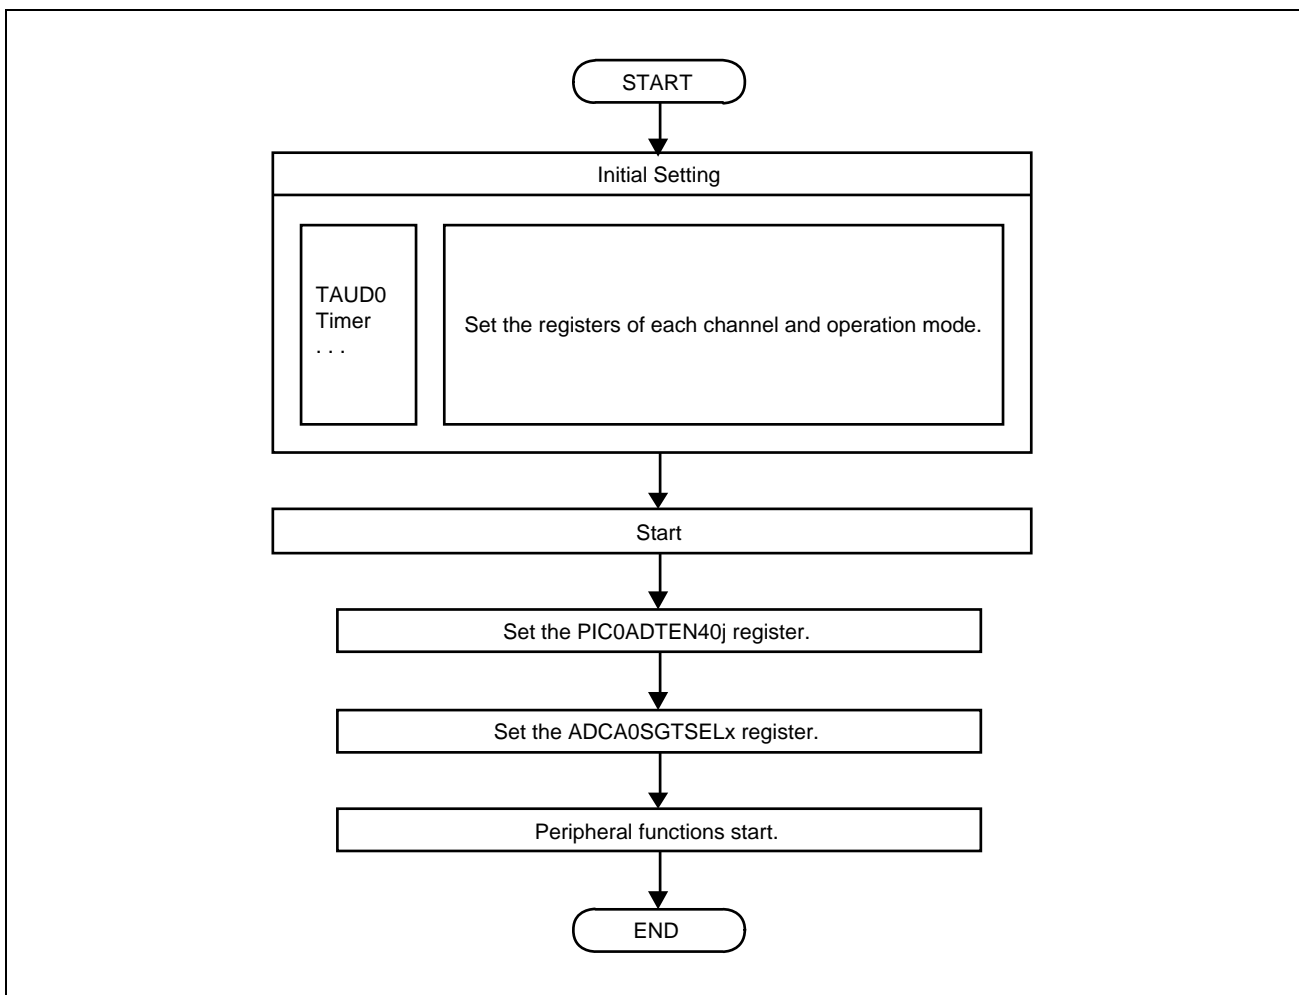 START
Initial Setting
TAUD0
Timer
. . .
Set the registers of each channel and operation mode.
Start
Set the PIC0ADTEN40j register.
Set the ADCA0SGTSELx register.
Peripheral functions start.
END